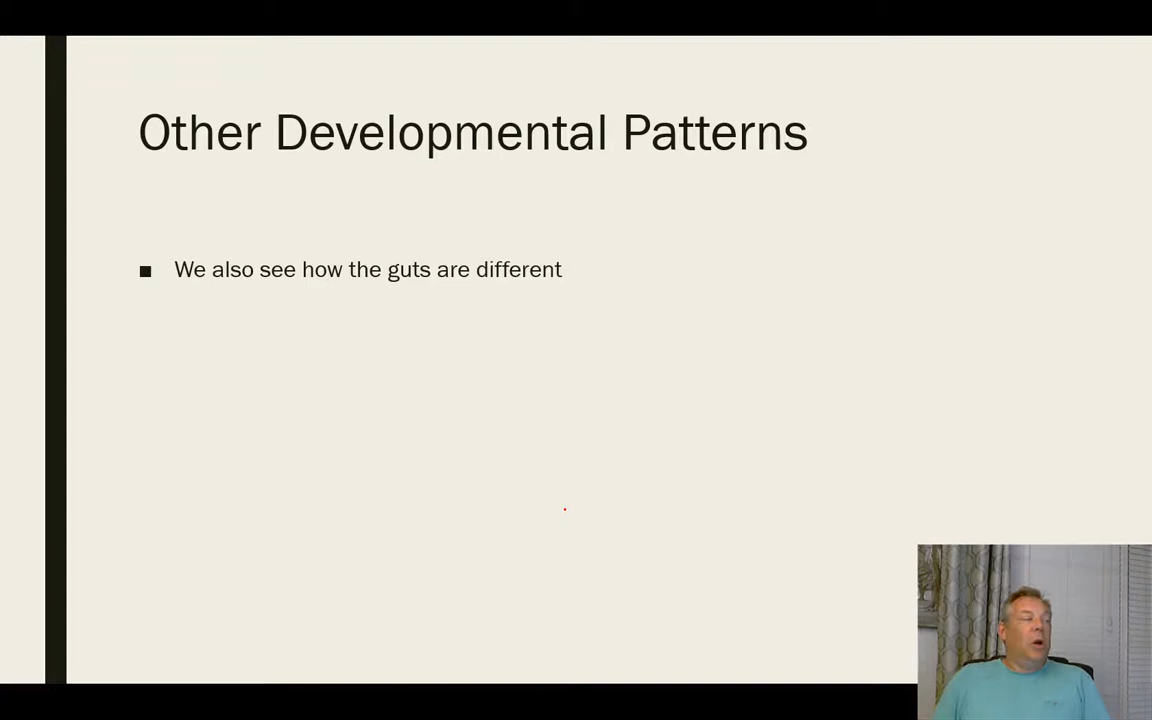 Other Developmental Patterns
We also see how the guts are different